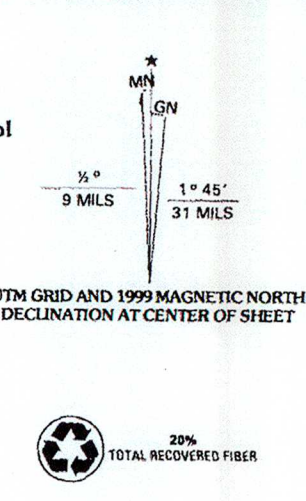 ★
MN
GN
½°
9 MILS
1° 45′
31 MILS
UTM GRID AND 1999 MAGNETIC NORTH
DECLINATION AT CENTER OF SHEET
20%
TOTAL RECOVERED FIBER